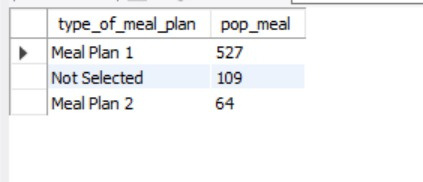 type_of_meal_plan pop_meal
Meal Plan 1 527
Not Selected 109
Meal Plan 2 64